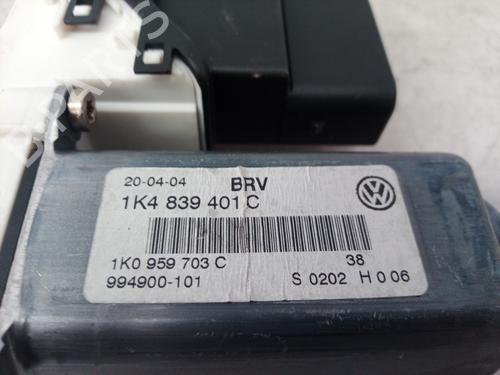 20-04-04 BRV
1K4 839 401 C
1K0 959 703 C 38
994900-101 S 0202 H 0 06